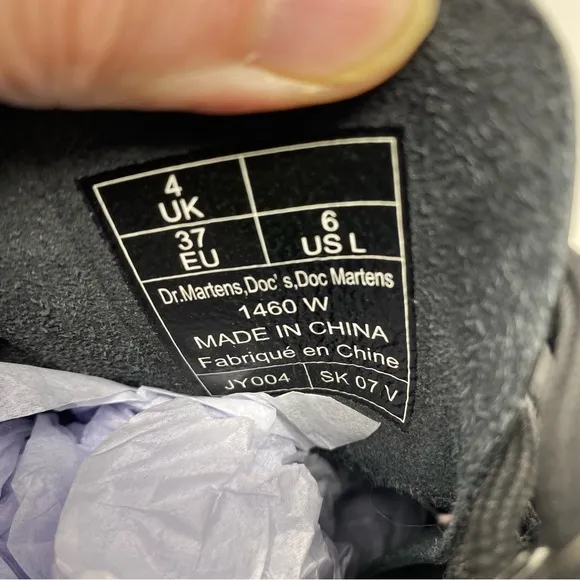 4
UK
37
EU
6
US L
Dr.Martens,Doc's,Doc Martens
1460 W
MADE IN CHINA
Fabriqué en Chine
JY004 SK 07 V